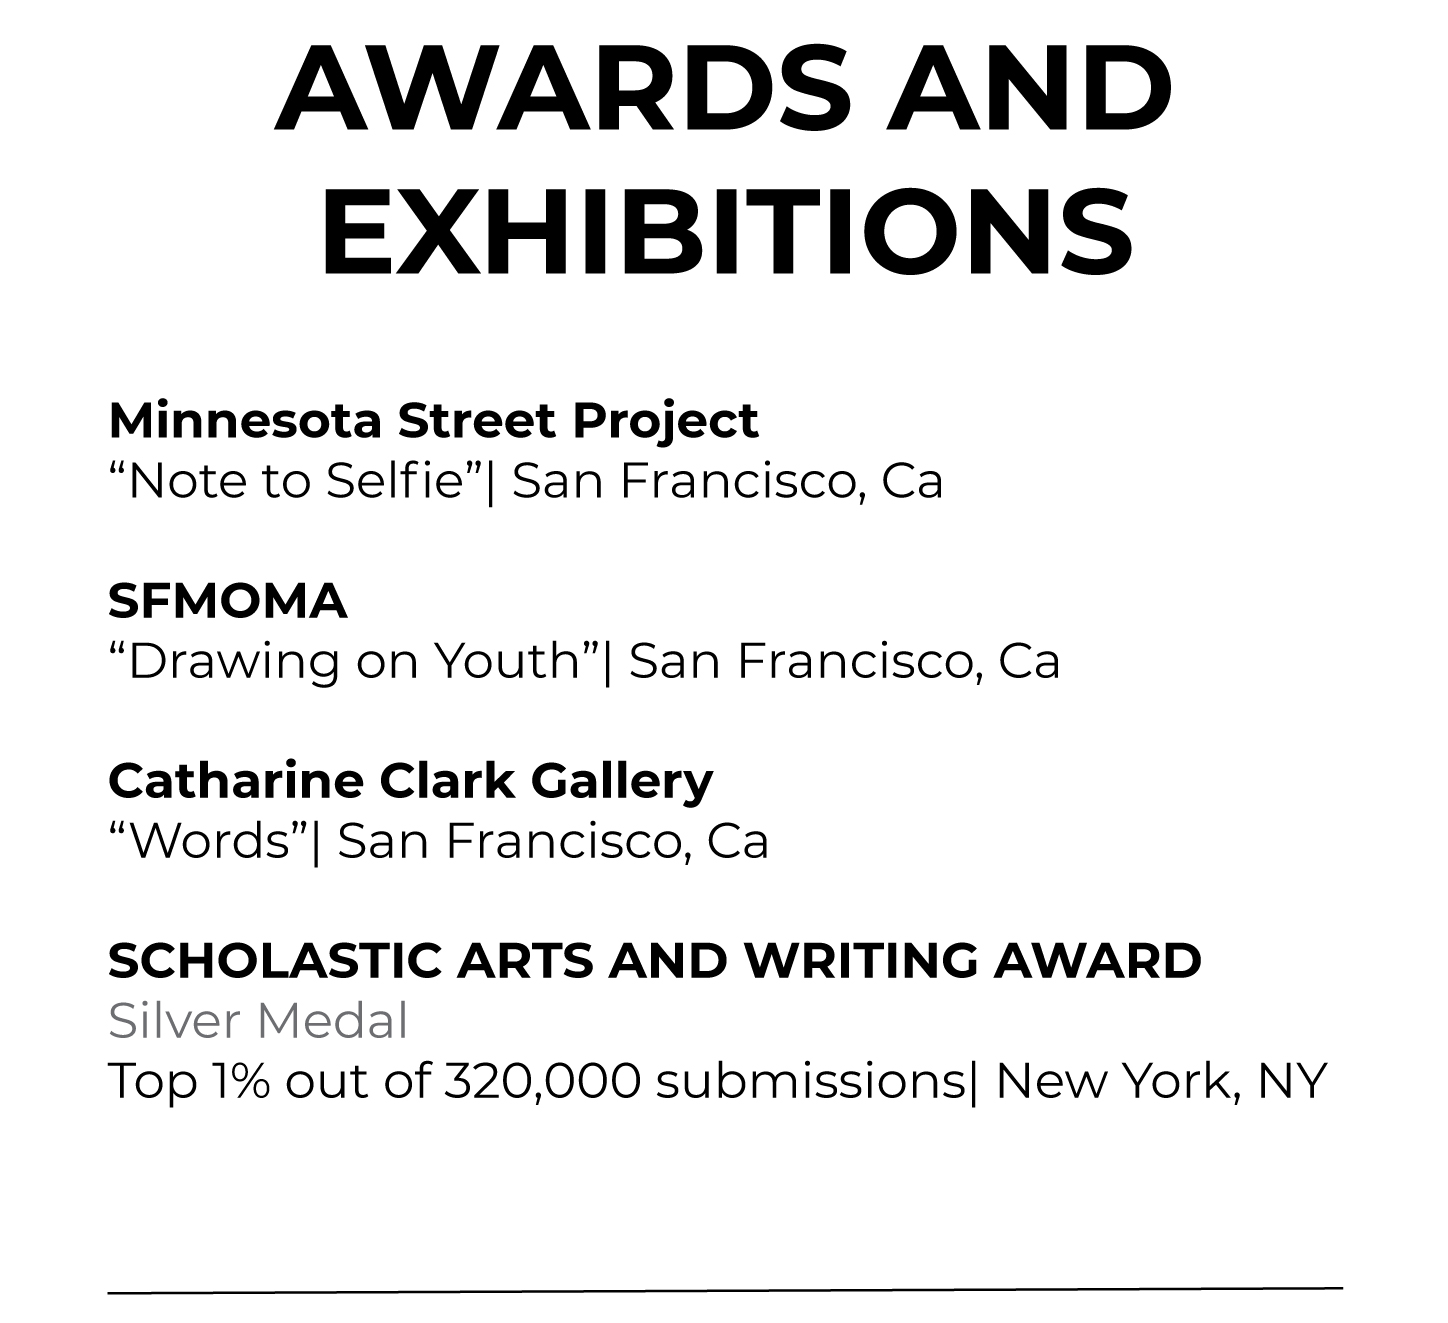 AWARDS AND
EXHIBITIONS
Minnesota Street Project
“Note to Selfie”| San Francisco, Ca
SFMOMA
“Drawing on Youth”| San Francisco, Ca
Catharine Clark Gallery
“Words”| San Francisco, Ca
SCHOLASTIC ARTS AND WRITING AWARD
Silver Medal
Top 1% out of 320,000 submissions| New York, NY